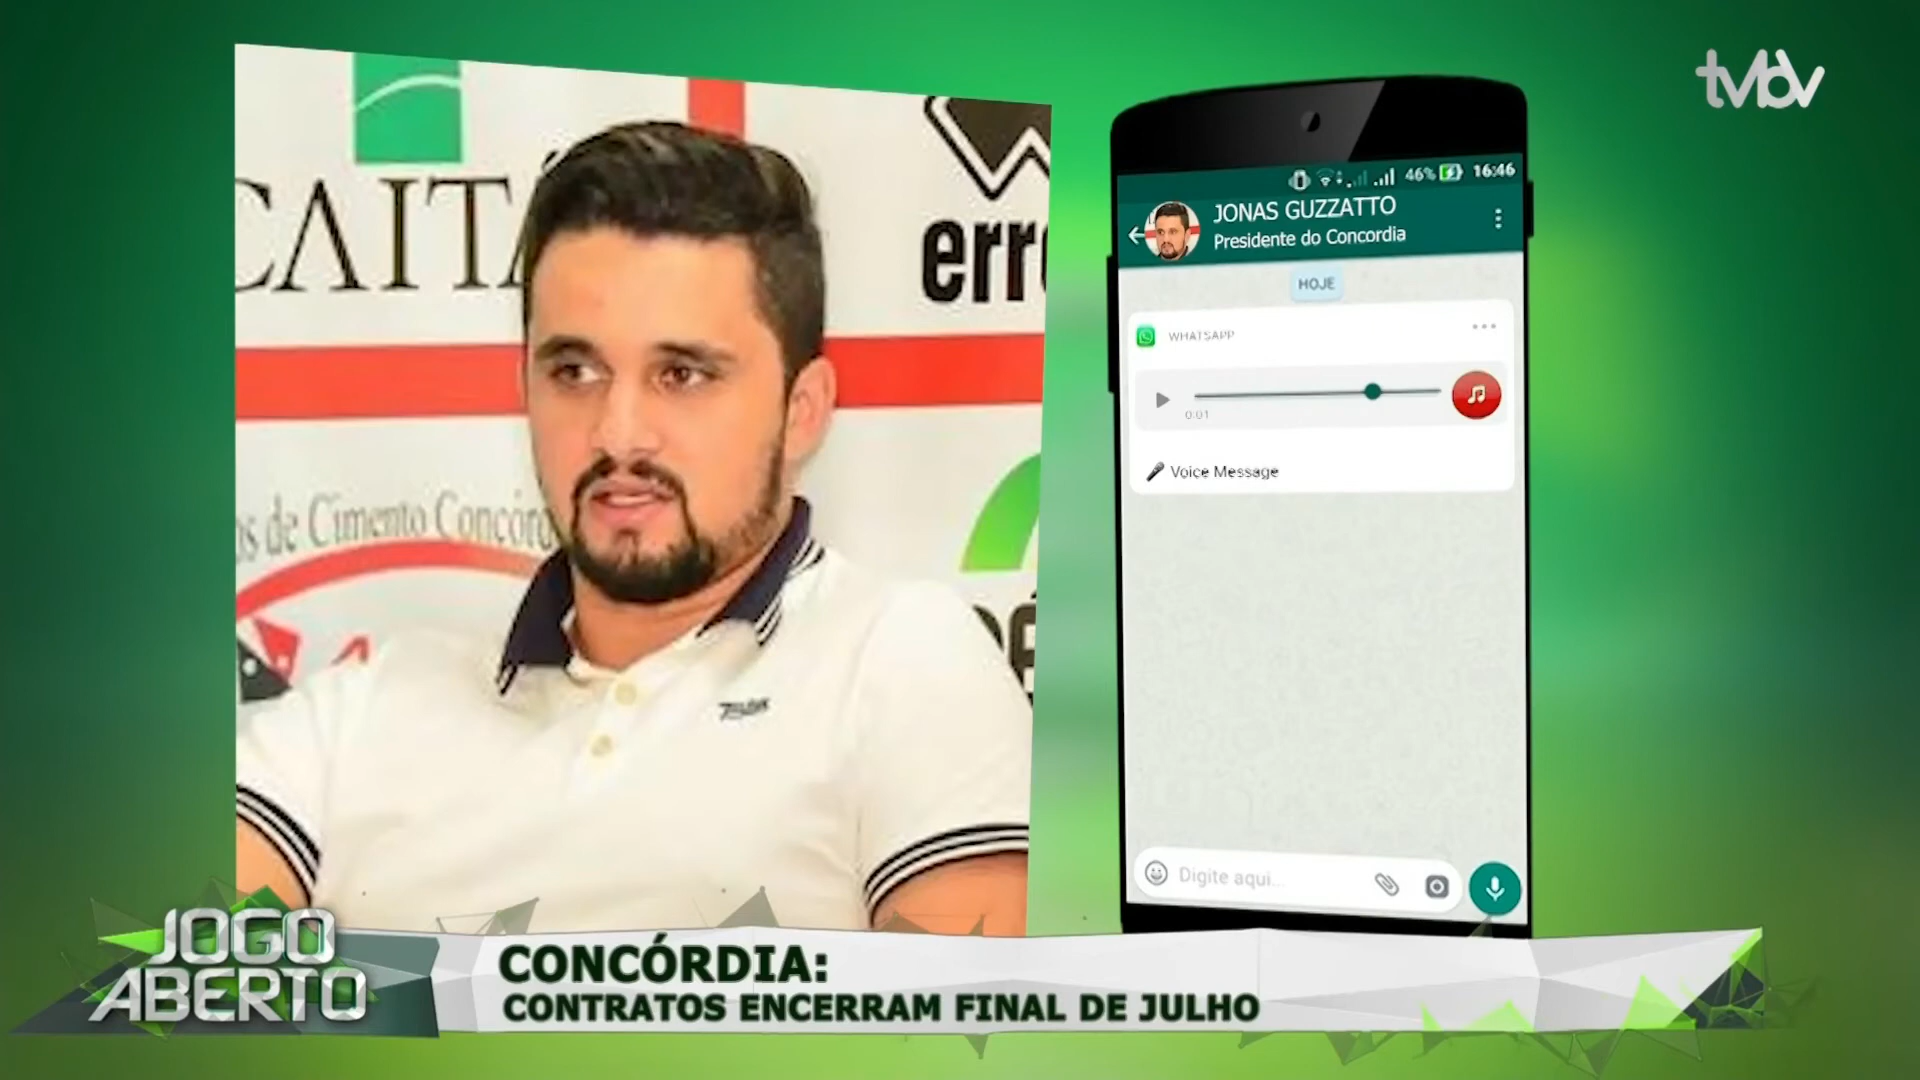 tvbv
CAITÁ
erre
os de Cimento Concórd
46% 16:46
JONAS GUZZATTO
Presidente do Concordia
HOJE
WHATSAPP
0:01
Voice Message
Digite aqui...
JOGO
ABERTO
CONCÓRDIA:
CONTRATOS ENCERRAM FINAL DE JULHO